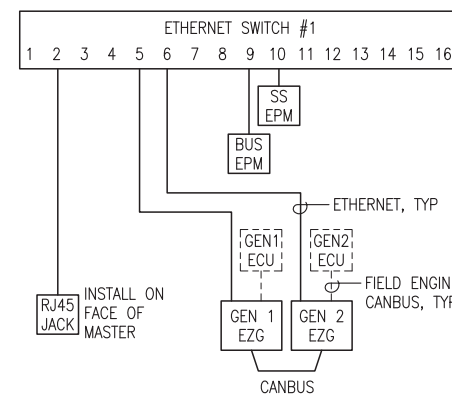 ETHERNET SWITCH #1
1 2 3 4 5 6 7 8 9 10 11 12 13 14 15 16
SS
EPM
BUS
EPM
ETHERNET, TYP
GEN1
ECU
GEN2
ECU
FIELD ENGIN
CANBUS, TYP
RJ45
JACK
INSTALL ON
FACE OF
MASTER
GEN 1
EZG
GEN 2
EZG
CANBUS